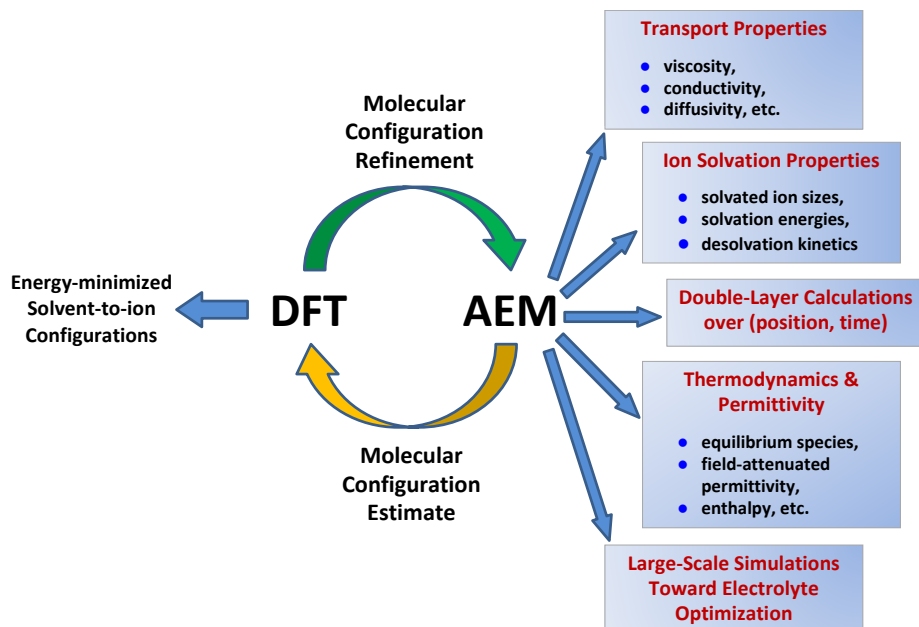 Molecular
Configuration
Refinement
Energy-minimized
Solvent-to-ion
Configurations
DFT
AEM
Molecular
Configuration
Estimate
Transport Properties
● viscosity,
● conductivity,
● diffusivity, etc.
Ion Solvation Properties
● solvated ion sizes,
● solvation energies,
● desolvation kinetics
Double-Layer Calculations
over (position, time)
Thermodynamics &
Permittivity
● equilibrium species,
● field-attenuated
permittivity,
● enthalpy, etc.
Large-Scale Simulations
Toward Electrolyte
Optimization